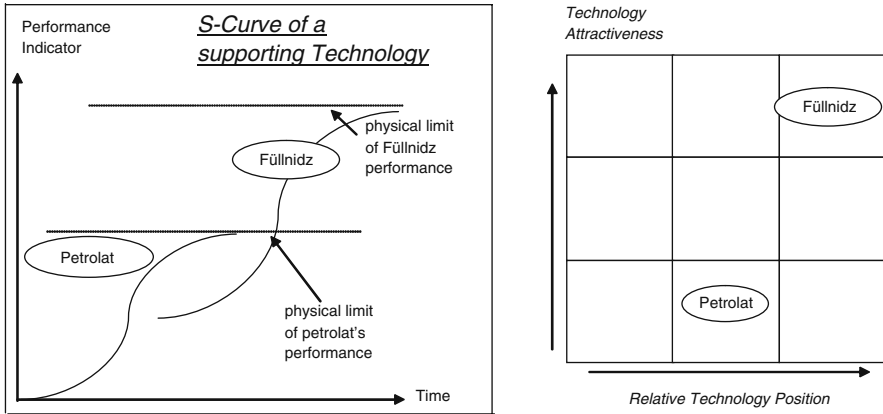 Performance
Indicator
S-Curve of a
supporting Technology
physical limit
of Füllnidz
performance
Füllnidz
Petrolat
physical limit
of petrolat's
performance
Time
Technology
Attractiveness
Füllnidz
Petrolat
Relative Technology Position